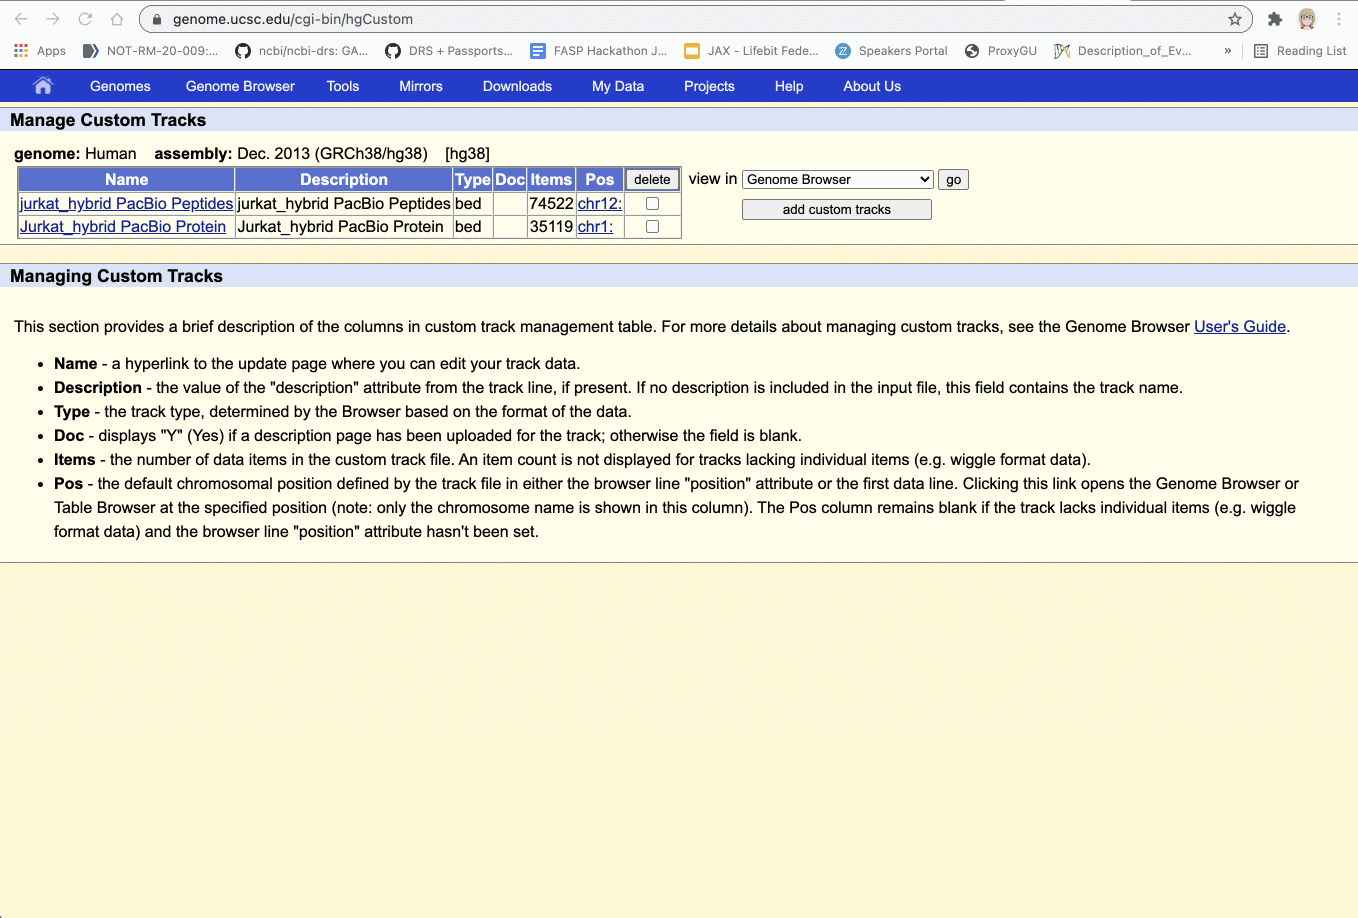 genome.ucsc.edu/cgi-bin/hgCustom
Apps NOT-RM-20-009:... ncbi/ncbi-drs: GA... DRS + Passports... FASP Hackathon J... JAX - Lifebit Fede... Speakers Portal ProxyGU Description_of_Ev... » Reading List
Genomes Genome Browser Tools Mirrors Downloads My Data Projects Help About Us
Manage Custom Tracks
genome: Human assembly: Dec. 2013 (GRCh38/hg38) [hg38]
Name Description Type Doc Items Pos delete view in Genome Browser go
jurkat_hybrid PacBio Peptides jurkat_hybrid PacBio Peptides bed 74522 chr12:
add custom tracks
Jurkat_hybrid PacBio Protein Jurkat_hybrid PacBio Protein bed 35119 chr1:
Managing Custom Tracks
This section provides a brief description of the columns in custom track management table. For more details about managing custom tracks, see the Genome Browser User's Guide.
• Name - a hyperlink to the update page where you can edit your track data.
• Description - the value of the "description" attribute from the track line, if present. If no description is included in the input file, this field contains the track name.
• Type - the track type, determined by the Browser based on the format of the data.
• Doc - displays "Y" (Yes) if a description page has been uploaded for the track; otherwise the field is blank.
• Items - the number of data items in the custom track file. An item count is not displayed for tracks lacking individual items (e.g. wiggle format data).
• Pos - the default chromosomal position defined by the track file in either the browser line "position" attribute or the first data line. Clicking this link opens the Genome Browser or
Table Browser at the specified position (note: only the chromosome name is shown in this column). The Pos column remains blank if the track lacks individual items (e.g. wiggle
format data) and the browser line "position" attribute hasn't been set.